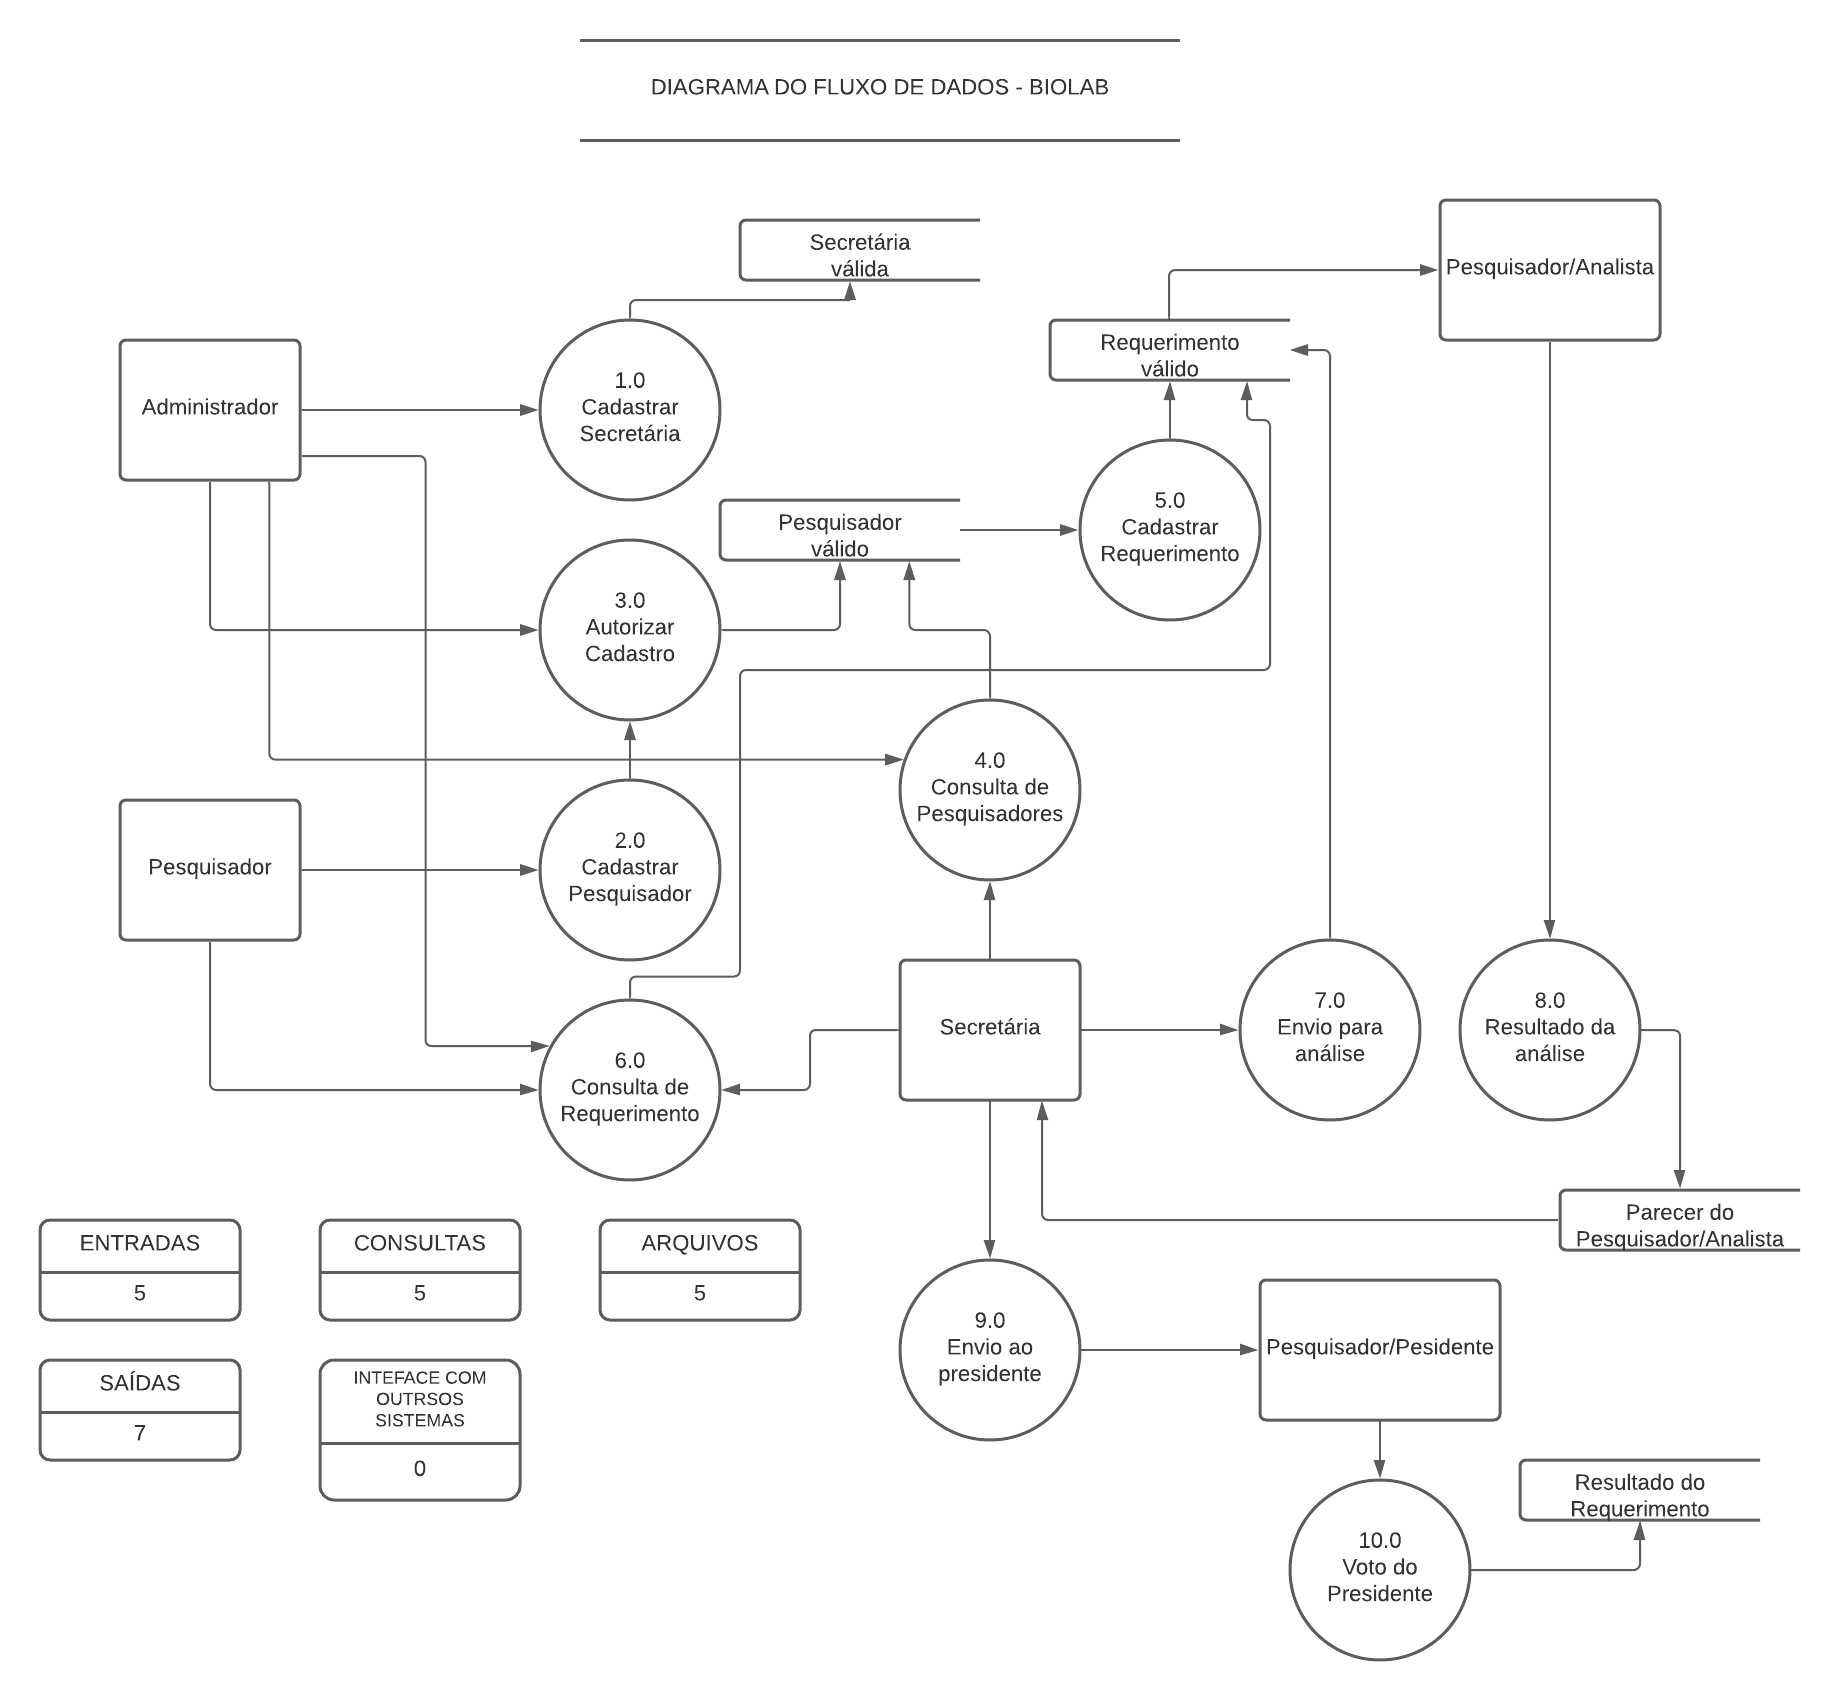 DIAGRAMA DO FLUXO DE DADOS - BIOLAB
Secretária
válida
Pesquisador/Analista
Requerimento
válido
Administrador
1.0
Cadastrar
Secretária
Pesquisador
válido
5.0
Cadastrar
Requerimento
3.0
Autorizar
Cadastro
4.0
Consulta de
Pesquisadores
Pesquisador
2.0
Cadastrar
Pesquisador
Secretária
7.0
Envio para
análise
8.0
Resultado da
análise
6.0
Consulta de
Requerimento
Parecer do
Pesquisador/Analista
ENTRADAS
5
CONSULTAS
5
ARQUIVOS
5
9.0
Envio ao
presidente
Pesquisador/Pesidente
SAÍDAS
7
INTEFACE COM
OUTRSOS
SISTEMAS
0
Resultado do
Requerimento
10.0
Voto do
Presidente